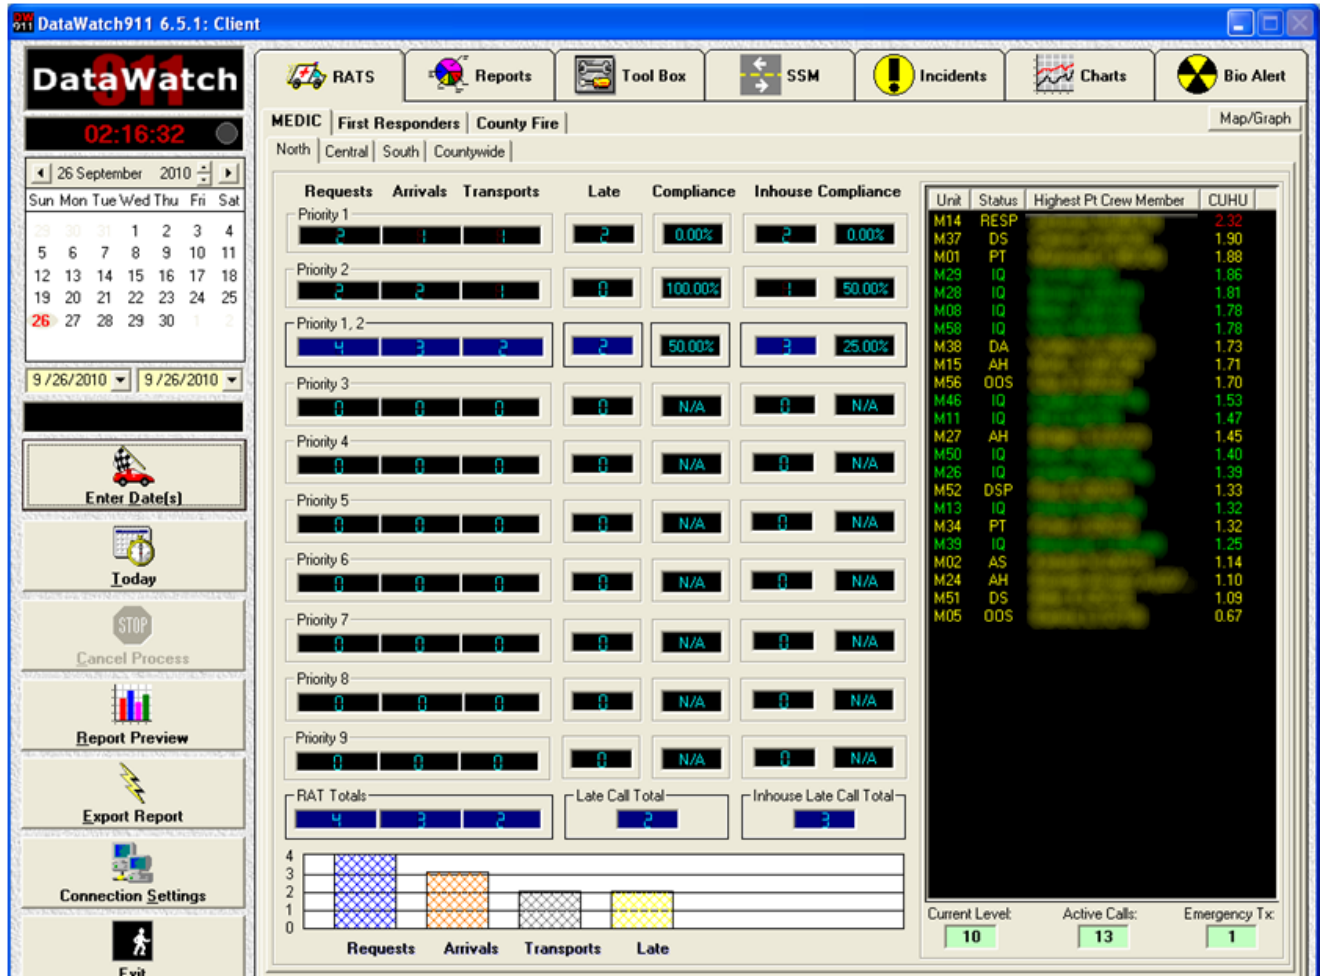 DW 911 DataWatch911 6.5.1: Client
DataWatch
911
02:16:32
RATS Reports Tool Box SSM Incidents Charts Bio Alert
MEDIC First Responders County Fire Map/Graph
North Central South Countywide
26 September 2010
Sun Mon Tue Wed Thu Fri Sat
29 30 31 1 2 3 4
5 6 7 8 9 10 11
12 13 14 15 16 17 18
19 20 21 22 23 24 25
26 27 28 29 30 1 2
9 /26/2010 9 /26/2010
Enter Date(s)
Today
STOP
Cancel Process
Report Preview
Export Report
Connection Settings
Exit
Requests Arrivals Transports Late Compliance Inhouse Compliance
Priority 1
2 1 1 2 0.00% 2 0.00%
Priority 2
2 2 1 0 100.00% 1 50.00%
Priority 1, 2
4 3 2 2 50.00% 3 25.00%
Priority 3
0 0 0 0 N/A 0 N/A
Priority 4
0 0 0 0 N/A 0 N/A
Priority 5
0 0 0 0 N/A 0 N/A
Priority 6
0 0 0 0 N/A 0 N/A
Priority 7
0 0 0 0 N/A 0 N/A
Priority 8
0 0 0 0 N/A 0 N/A
Priority 9
0 0 0 0 N/A 0 N/A
RAT Totals Late Call Total Inhouse Late Call Total
4 3 2 2 3
4
3
2
1
0
Requests Arrivals Transports Late
Unit Status Highest Pt Crew Member CUHU
M14 RESP 2.32
M37 DS 1.90
M01 PT 1.88
M29 IQ 1.86
M28 IQ 1.81
M08 IQ 1.78
M58 IQ 1.78
M38 DA 1.73
M15 AH 1.71
M56 OOS 1.70
M46 IQ 1.53
M11 IQ 1.47
M27 AH 1.45
M50 IQ 1.40
M26 IQ 1.39
M52 DSP 1.33
M13 IQ 1.32
M34 PT 1.32
M39 IQ 1.25
M02 AS 1.14
M24 AH 1.10
M51 DS 1.09
M05 OOS 0.67
Current Level: Active Calls: Emergency Tx:
10 13 1